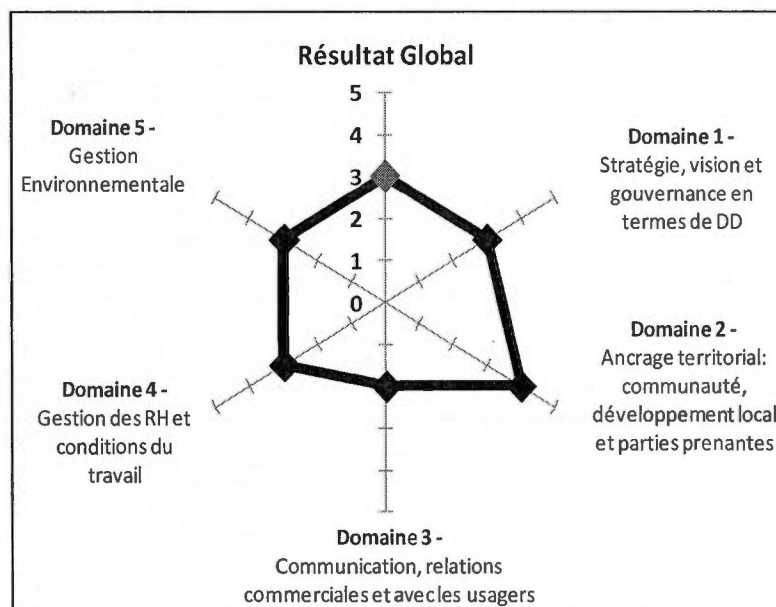 Résultat Global
5
4
3
2
1
0
Domaine 1 -
Stratégie, vision et
gouvernance en
termes de DD
Domaine 2 -
Ancrage territorial:
communauté,
développement local
et parties prenantes
Domaine 3 -
Communication, relations
commerciales et avec les usagers
Domaine 4 -
Gestion des RH et
conditions du
travail
Domaine 5 -
Gestion
Environnementale